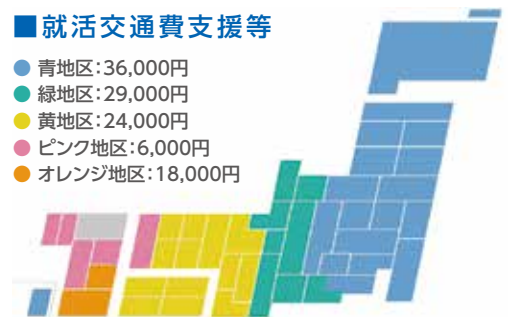 ■就活交通費支援等
● 青地区：36,000円
● 緑地区：29,000円
● 黄地区：24,000円
● ピンク地区：6,000円
● オレンジ地区：18,000円